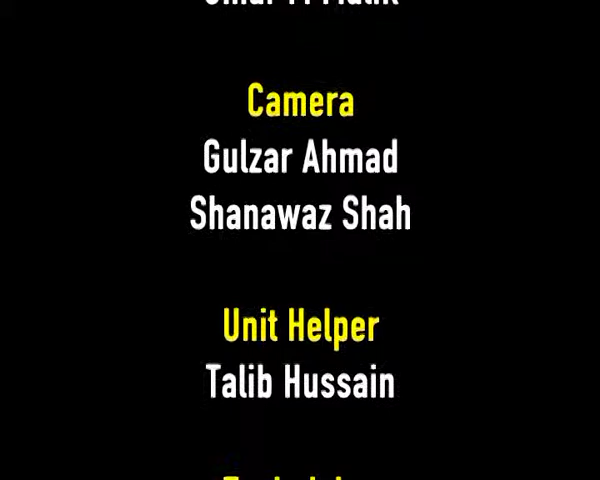 Camera
Gulzar Ahmad
Shanawaz Shah
Unit Helper
Talib Hussain